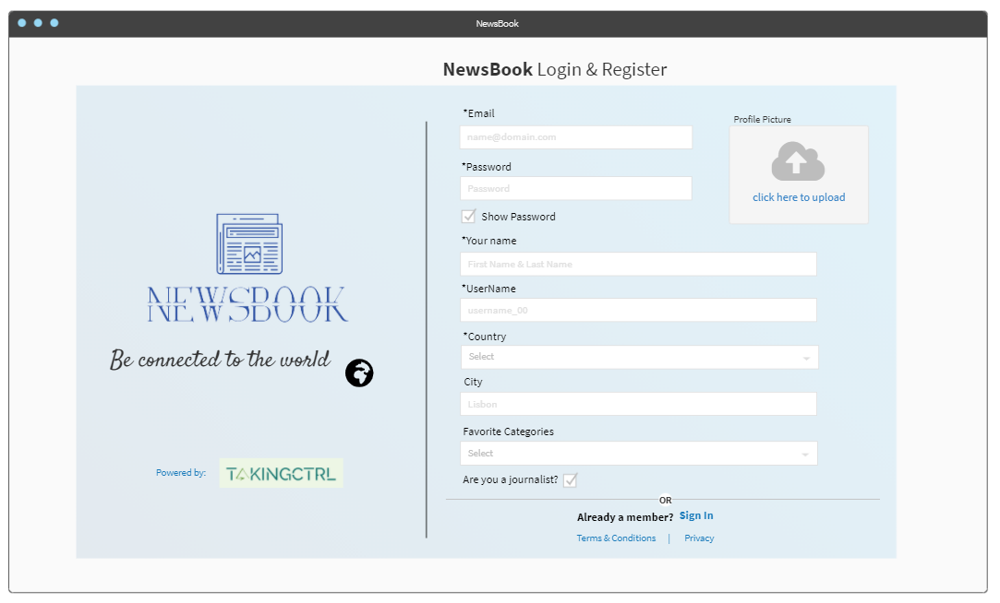 NewsBook
NewsBook Login & Register
NEWSBOOK
Be connected to the world
Powered by:
TAKINGCTRL
*Email
name@domain.com
*Password
Password
Show Password
Profile Picture
click here to upload
*Your name
First Name & Last Name
*UserName
username_00
*Country
Select
City
Lisbon
Favorite Categories
Select
Are you a journalist?
OR
Already a member? Sign In
Terms & Conditions | Privacy